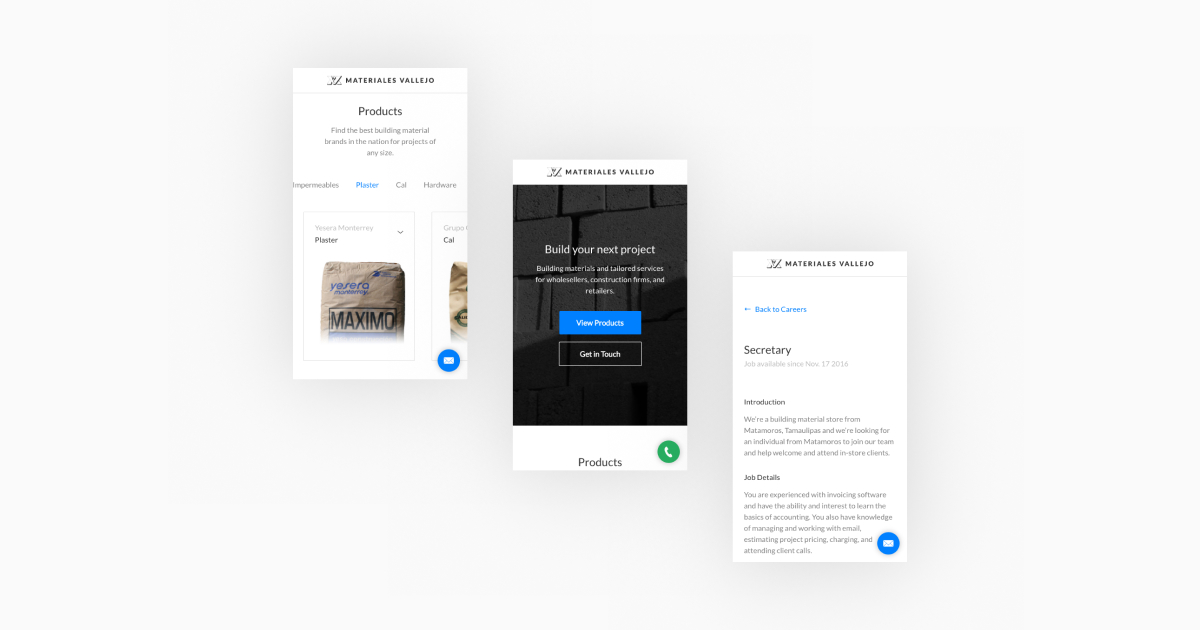 MATERIALES VALLEJO
Products
Find the best building material
brands in the nation for projects of
any size.
Impermeables Plaster Cal Hardware
Yesera Monterrey
Plaster
yesera
monterrey
MAXIMO
Grupo
Cal
MATERIALES VALLEJO
Build your next project
Building materials and tailored services
for wholesellers, construction firms, and
retailers.
View Products
Get in Touch
Products
MATERIALES VALLEJO
← Back to Careers
Secretary
Job available since Nov. 17 2016
Introduction
We're a building material store from
Matamoros, Tamaulipas and we're looking for
an individual from Matamoros to join our team
and help welcome and attend in-store clients.
Job Details
You are experienced with invoicing software
and have the ability and interest to learn the
basics of accounting. You also have knowledge
of managing and working with email,
estimating project pricing, charging, and
attending client calls.